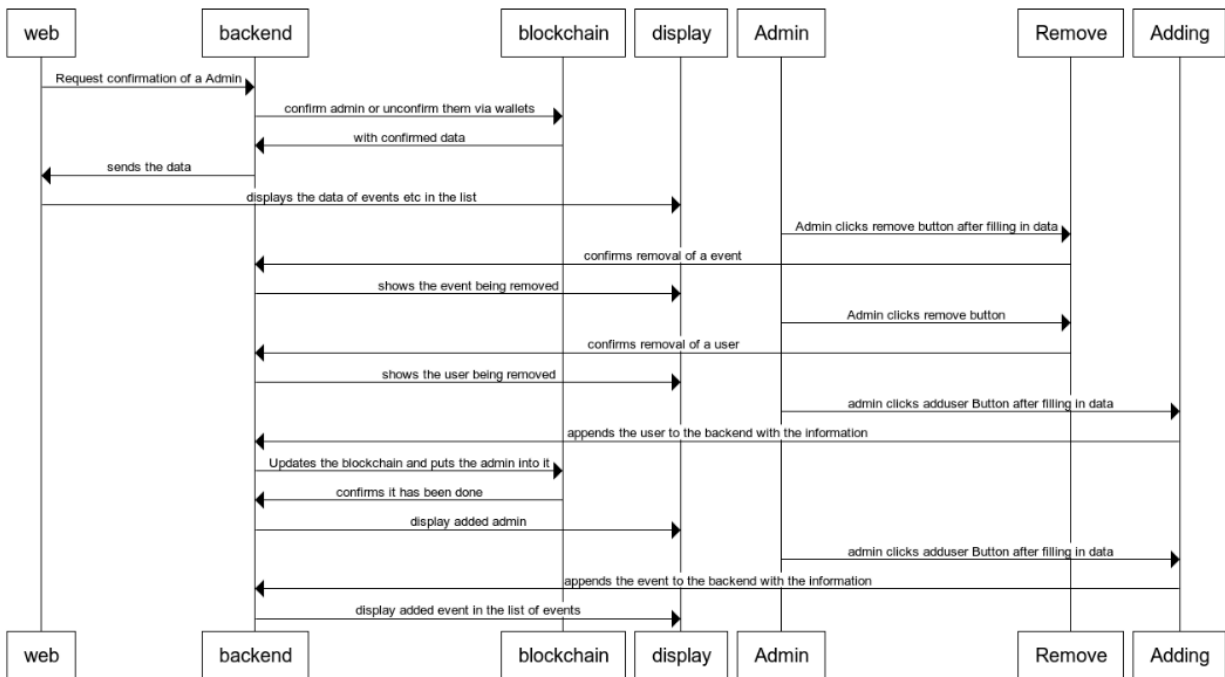 web backend blockchain display Admin Remove Adding
Request confirmation of a Admin
confirm admin or unconfirm them via wallets
with confirmed data
sends the data
displays the data of events etc in the list
Admin clicks remove button after filling in data
confirms removal of a event
shows the event being removed
Admin clicks remove button
confirms removal of a user
shows the user being removed
admin clicks adduser Button after filling in data
appends the user to the backend with the information
Updates the blockchain and puts the admin into it
confirms it has been done
display added admin
admin clicks adduser Button after filling in data
appends the event to the backend with the information
display added event in the list of events
web backend blockchain display Admin Remove Adding